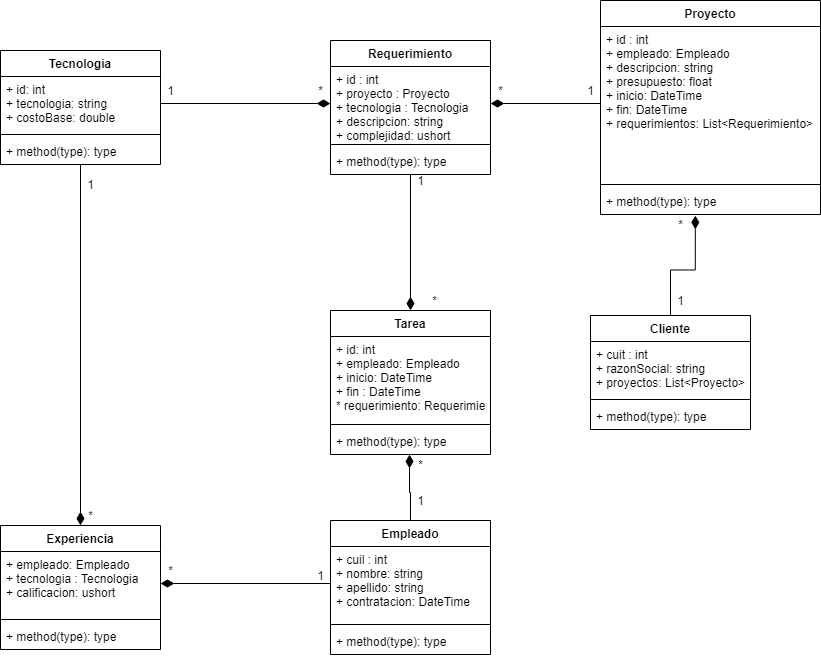 Proyecto
+ id : int
+ empleado: Empleado
+ descripcion: string
+ presupuesto: float
+ inicio: DateTime
+ fin: DateTime
+ requerimientos: List<Requerimiento>
+ method(type): type
Requerimiento
+ id : int
+ proyecto : Proyecto
+ tecnologia : Tecnologia
+ descripcion: string
+ complejidad: ushort
+ method(type): type
Tecnologia
+ id: int
+ tecnologia: string
+ costoBase: double
+ method(type): type
1
*
*
1
1
1
*
1
*
Tarea
+ id: int
+ empleado: Empleado
+ inicio: DateTime
+ fin : DateTime
* requerimiento: Requerimie
+ method(type): type
Cliente
+ cuit : int
+ razonSocial: string
+ proyectos: List<Proyecto>
+ method(type): type
*
1
*
*
1
Experiencia
+ empleado: Empleado
+ tecnologia : Tecnologia
+ calificacion: ushort
+ method(type): type
Empleado
+ cuil : int
+ nombre: string
+ apellido: string
+ contratacion: DateTime
+ method(type): type